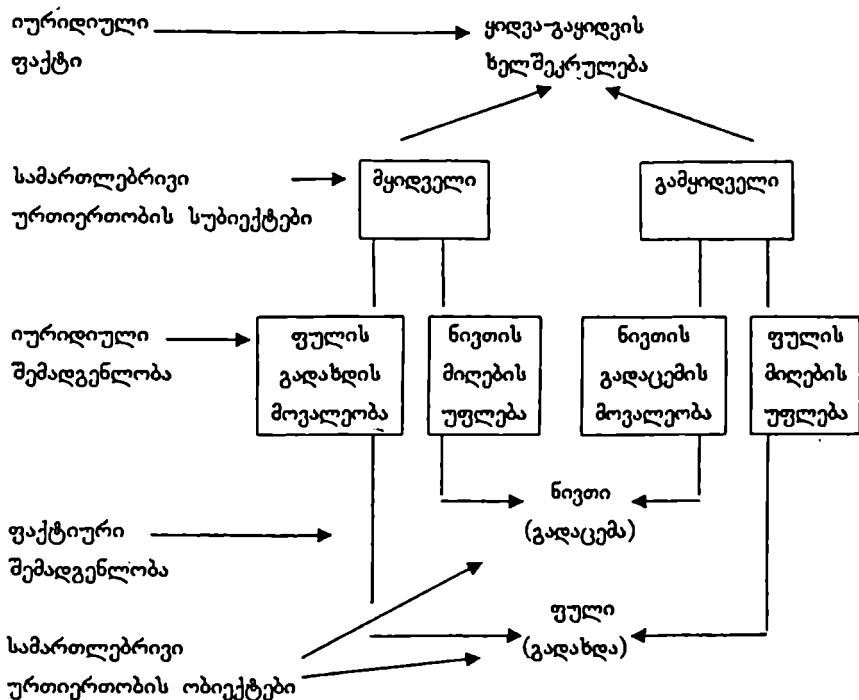 იურიდიული
ფაქტი
ყიდვა-გაყიდვის
ხელშეკრულება
სამართლებრივი
ურთიერთობის სუბიექტები
მყიდველი
გამყიდველი
იურიდიული
შემადგენლობა
ფულის
გადახდის
მოვალეობა
ნივთის
მიღების
უფლება
ნივთის
გადაცემის
მოვალეობა
ფულის
მიღების
უფლება
ნივთი
(გადაცემა)
ფაქტიური
შემადგენლობა
ფული
(გადახდა)
სამართლებრივი
ურთიერთობის ობიექტები